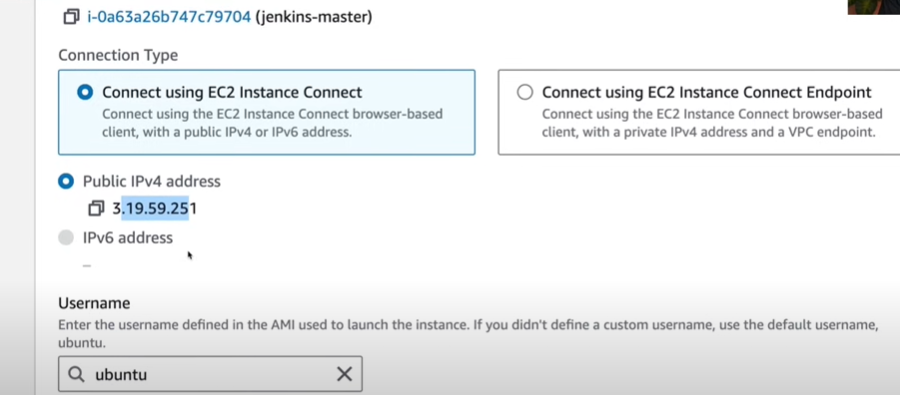 i-0a63a26b747c79704 (jenkins-master)
Connection Type
Connect using EC2 Instance Connect
Connect using the EC2 Instance Connect browser-based
client, with a public IPv4 or IPv6 address.
Connect using EC2 Instance Connect Endpoint
Connect using the EC2 Instance Connect browser-based
client, with a private IPv4 address and a VPC endpoint.
Public IPv4 address
3.19.59.251
IPv6 address
–
Username
Enter the username defined in the AMI used to launch the instance. If you didn't define a custom username, use the default username,
ubuntu.
ubuntu